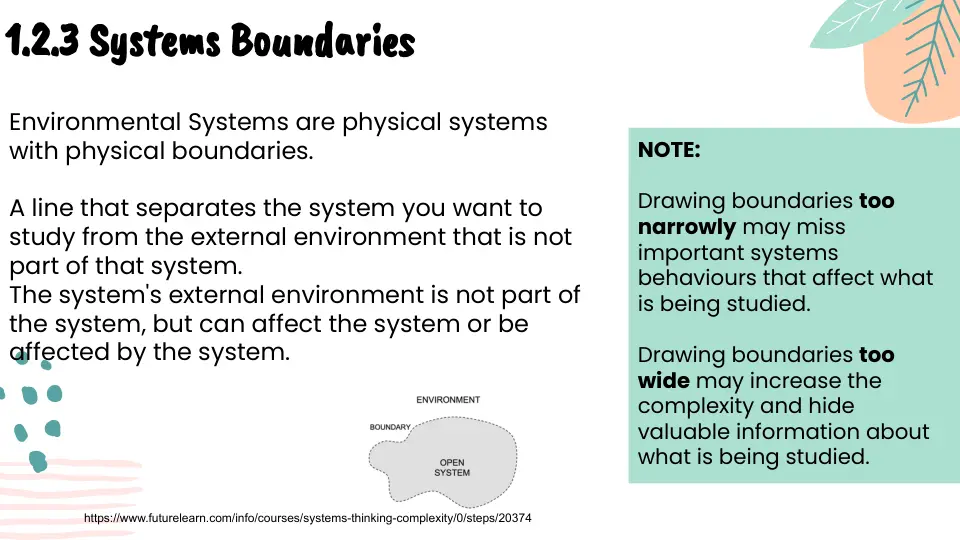 1.2.3 Systems Boundaries
Environmental Systems are physical systems
with physical boundaries.
A line that separates the system you want to
study from the external environment that is not
part of that system.
The system's external environment is not part of
the system, but can affect the system or be
affected by the system.
ENVIRONMENT
BOUNDARY
OPEN
SYSTEM
https://www.futurelearn.com/info/courses/systems-thinking-complexity/0/steps/20374
NOTE:
Drawing boundaries too
narrowly may miss
important systems
behaviours that affect what
is being studied.
Drawing boundaries too
wide may increase the
complexity and hide
valuable information about
what is being studied.